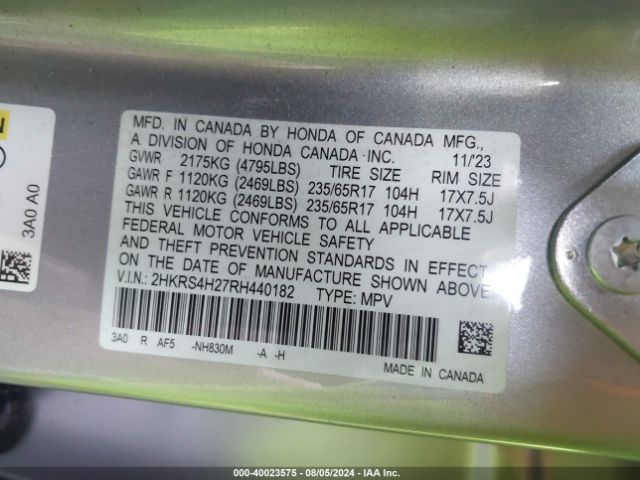 MFD. IN CANADA BY HONDA OF CANADA MFG.,
A DIVISION OF HONDA CANADA INC. 11/23
GVWR 2175KG (4795LBS) TIRE SIZE RIM SIZE
GAWR F 1120KG (2469LBS) 235/65R17 104H 17X7.5J
GAWR R 1120KG (2469LBS) 235/65R17 104H 17X7.5J
THIS VEHICLE CONFORMS TO ALL APPLICABLE
FEDERAL MOTOR VEHICLE SAFETY
AND THEFT PREVENTION STANDARDS IN EFFECT
ON THE DATE OF MANUFACTURE SHOWN ABOVE.
V.I.N.: 2HKRS4H27RH440182 TYPE: MPV
3A0 R AF5 -NH830M -A -H
MADE IN CANADA
3A0 A0
000-40023575 - 08/05/2024 - IAA Inc.